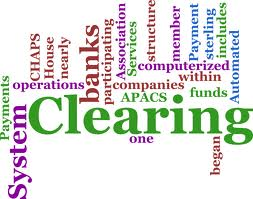 Payments
System
CHAPS
House
nearly
operations
banks
participating
Association
Services
structure
member
Payment
sterling
includes
Automated
computerized
within
companies
funds
APACS
Clearing
one
began